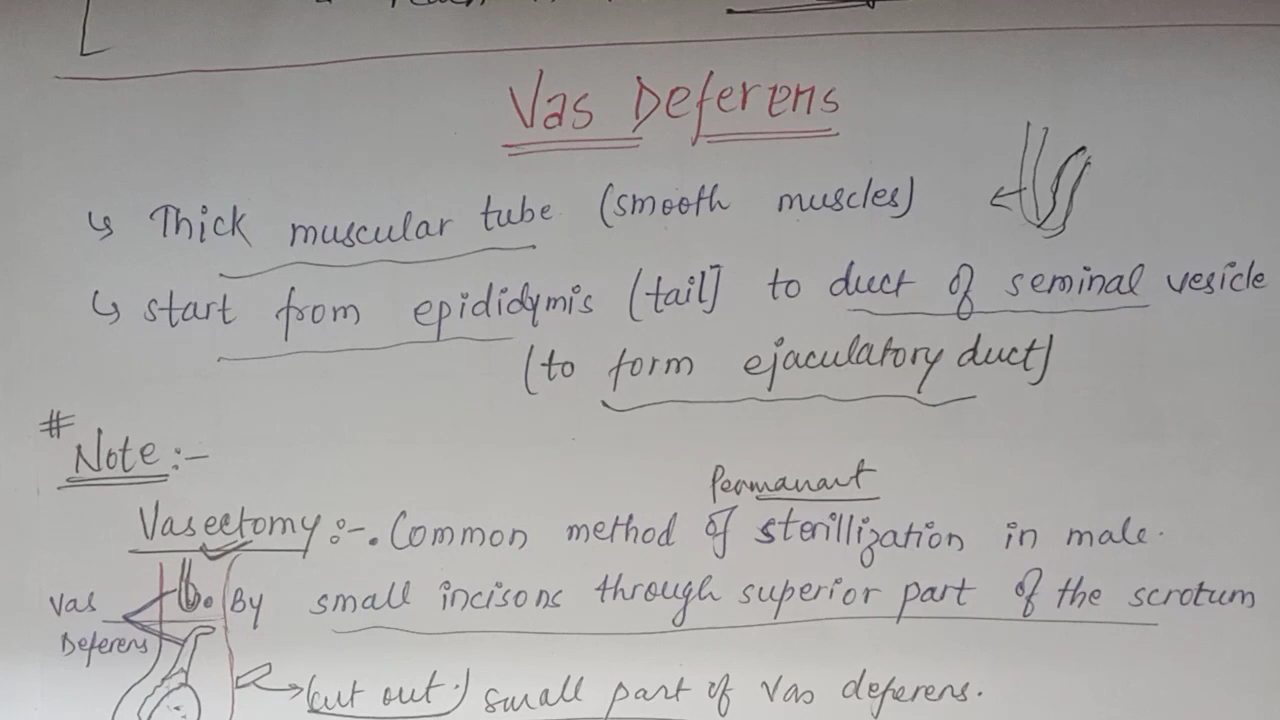 Vas Deferens
↳ Thick muscular tube (smooth muscles)
↳ start from epididymis (tail] to duct of seminal vesicle
(to form ejaculatory duct)
#
Note:-
Permanant
Vasectomy :-. Common method of sterillization in male.
Vas Deferens
By small incisons through superior part of the scrotum
→ (cut out.) small part of vas deferens.